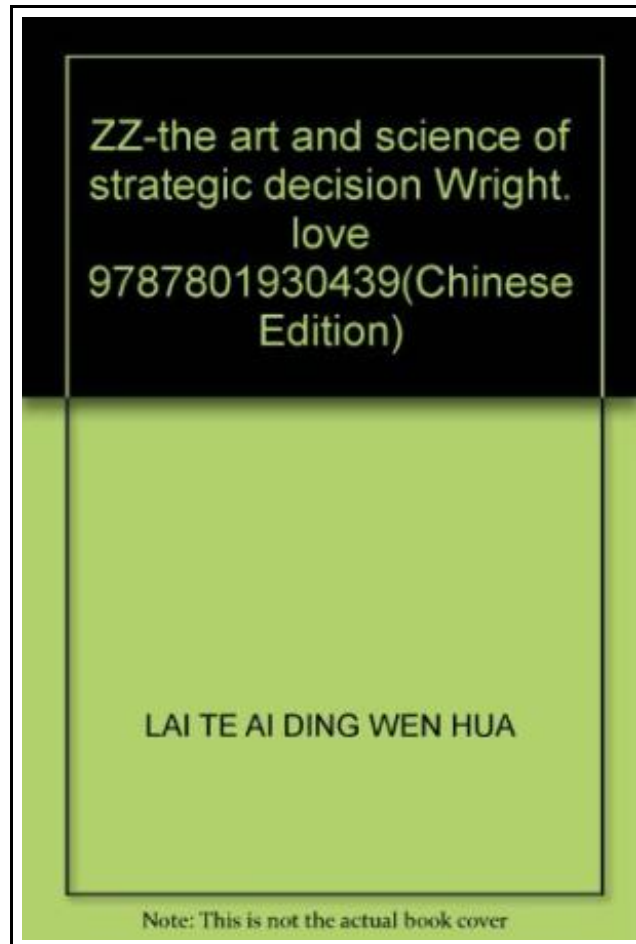 ZZ-the art and science of
strategic decision Wright.
love
9787801930439(Chinese
Edition)
LAI TE AI DING WEN HUA
Note: This is not the actual book cover